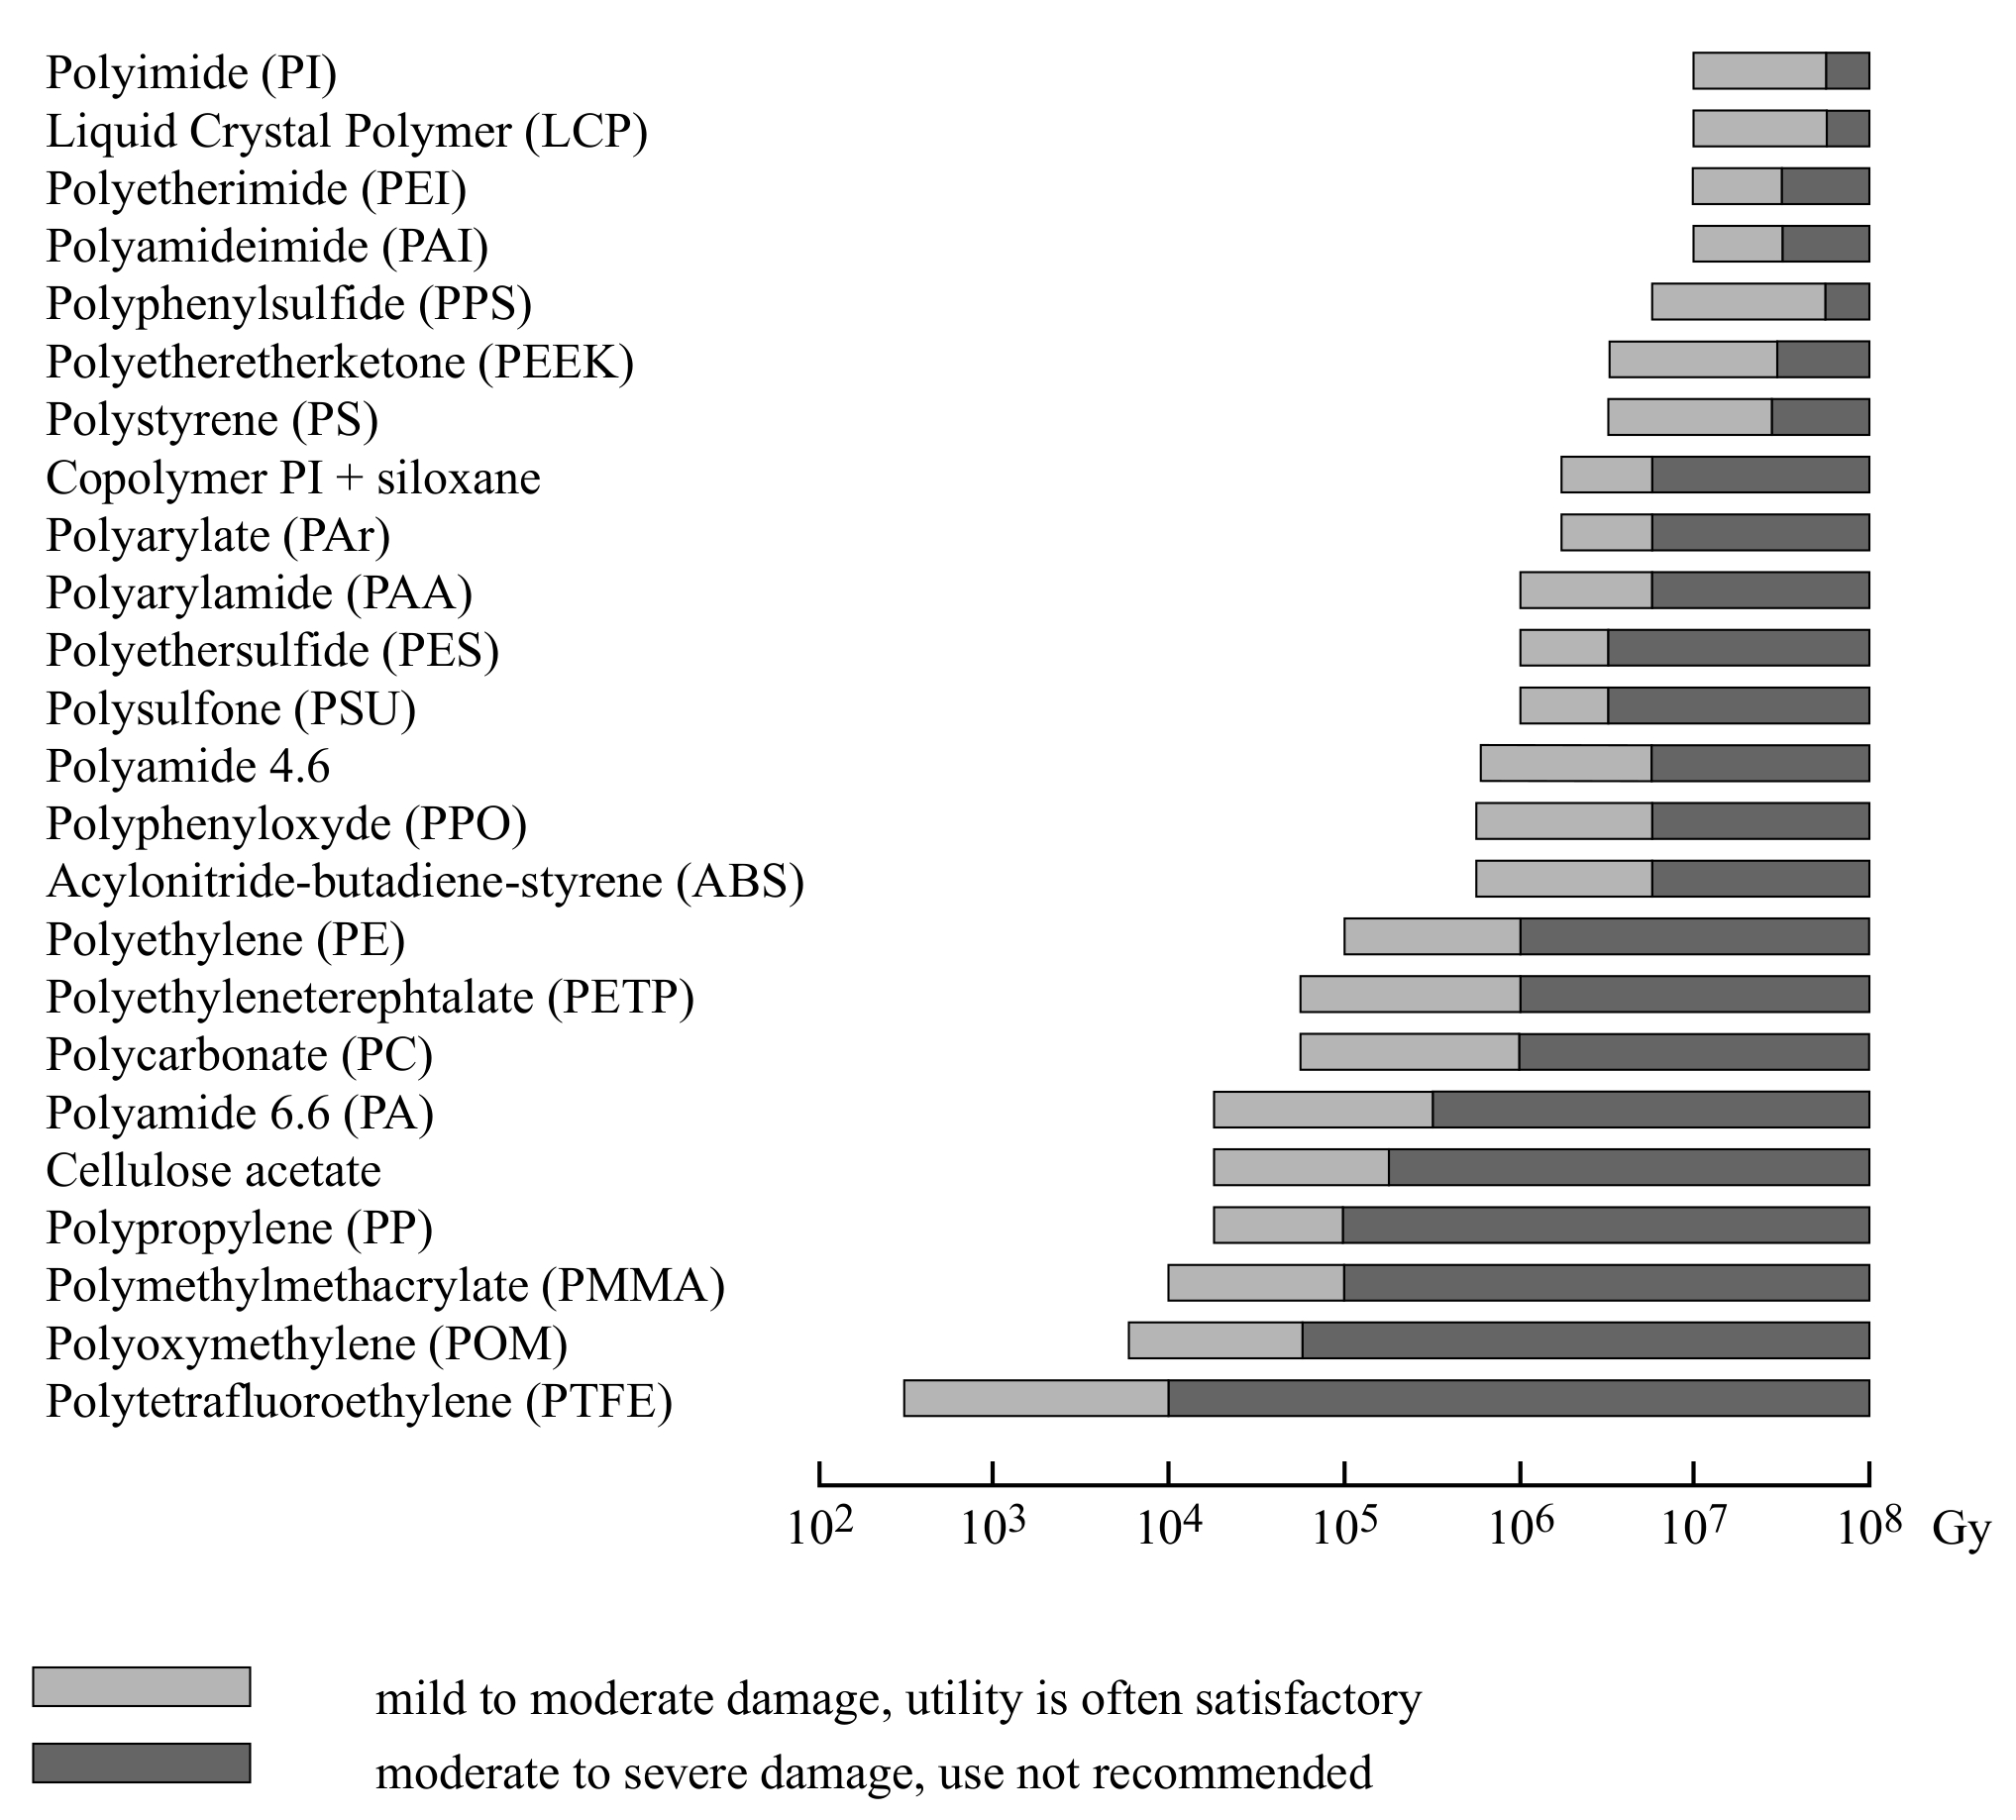 Polyimide (PI)
Liquid Crystal Polymer (LCP)
Polyetherimide (PEI)
Polyamideimide (PAI)
Polyphenylsulfide (PPS)
Polyetheretherketone (PEEK)
Polystyrene (PS)
Copolymer PI + siloxane
Polyarylate (PAr)
Polyarylamide (PAA)
Polyethersulfide (PES)
Polysulfone (PSU)
Polyamide 4.6
Polyphenyloxyde (PPO)
Acylonitride-butadiene-styrene (ABS)
Polyethylene (PE)
Polyethyleneterephtalate (PETP)
Polycarbonate (PC)
Polyamide 6.6 (PA)
Cellulose acetate
Polypropylene (PP)
Polymethylmethacrylate (PMMA)
Polyoxymethylene (POM)
Polytetrafluoroethylene (PTFE)
10² 10³ 10⁴ 10⁵ 10⁶ 10⁷ 10⁸ Gy
mild to moderate damage, utility is often satisfactory
moderate to severe damage, use not recommended